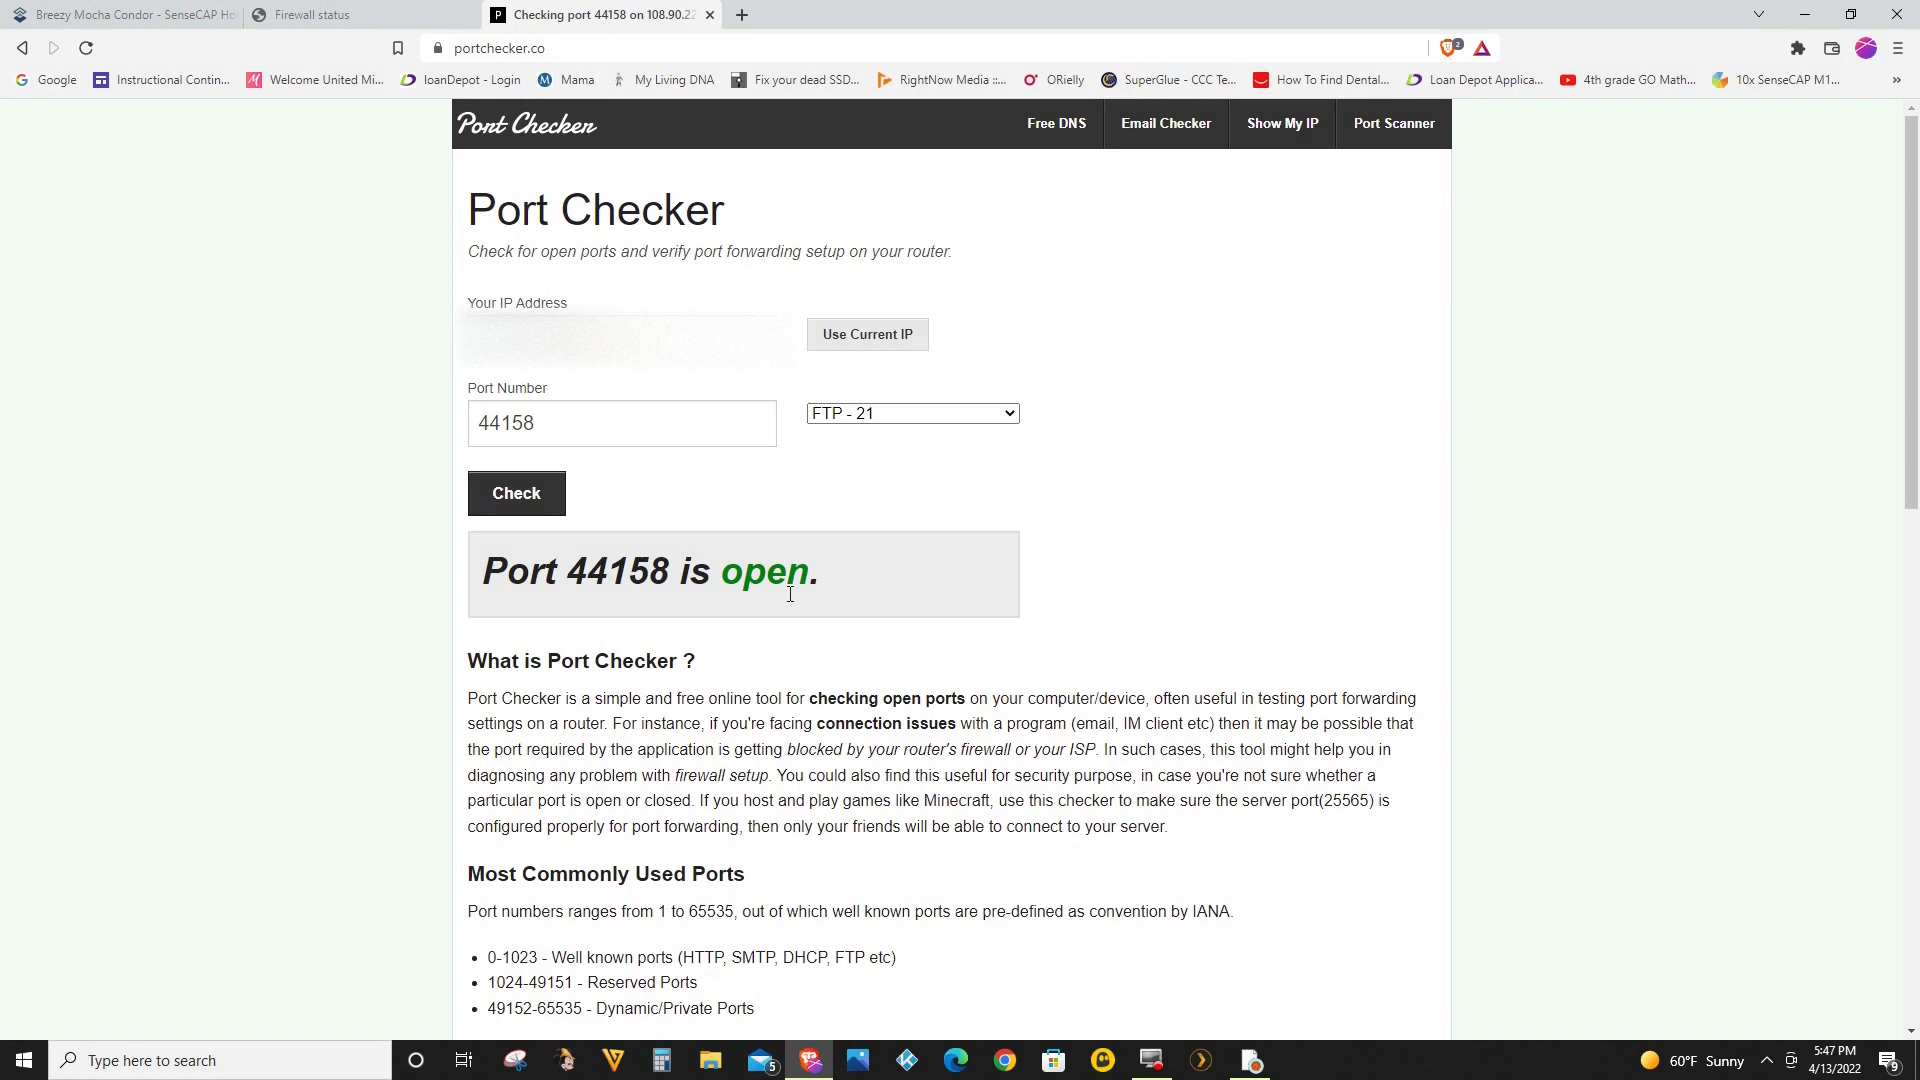 Breezy Mocha Condor - SenseCAP Ho
Firewall status
Checking port 44158 on 108.90.22
portchecker.co
2
Google
Instructional Contin...
Welcome United Mi...
loanDepot - Login
Mama
My Living DNA
Fix your dead SSD...
RightNow Media ::...
ORielly
SuperGlue - CCC Te...
How To Find Dental...
Loan Depot Applica...
4th grade GO Math...
10x SenseCAP M1...
Port Checker
Free DNS
Email Checker
Show My IP
Port Scanner
Port Checker
Check for open ports and verify port forwarding setup on your router.
Your IP Address
Use Current IP
Port Number
44158
FTP - 21
Check
Port 44158 is open.
What is Port Checker ?
Port Checker is a simple and free online tool for checking open ports on your computer/device, often useful in testing port forwarding
settings on a router. For instance, if you're facing connection issues with a program (email, IM client etc) then it may be possible that
the port required by the application is getting blocked by your router's firewall or your ISP. In such cases, this tool might help you in
diagnosing any problem with firewall setup. You could also find this useful for security purpose, in case you're not sure whether a
particular port is open or closed. If you host and play games like Minecraft, use this checker to make sure the server port(25565) is
configured properly for port forwarding, then only your friends will be able to connect to your server.
Most Commonly Used Ports
Port numbers ranges from 1 to 65535, out of which well known ports are pre-defined as convention by IANA.
• 0-1023 - Well known ports (HTTP, SMTP, DHCP, FTP etc)
• 1024-49151 - Reserved Ports
• 49152-65535 - Dynamic/Private Ports
Type here to search
5
60°F Sunny
5:47 PM
4/13/2022
9